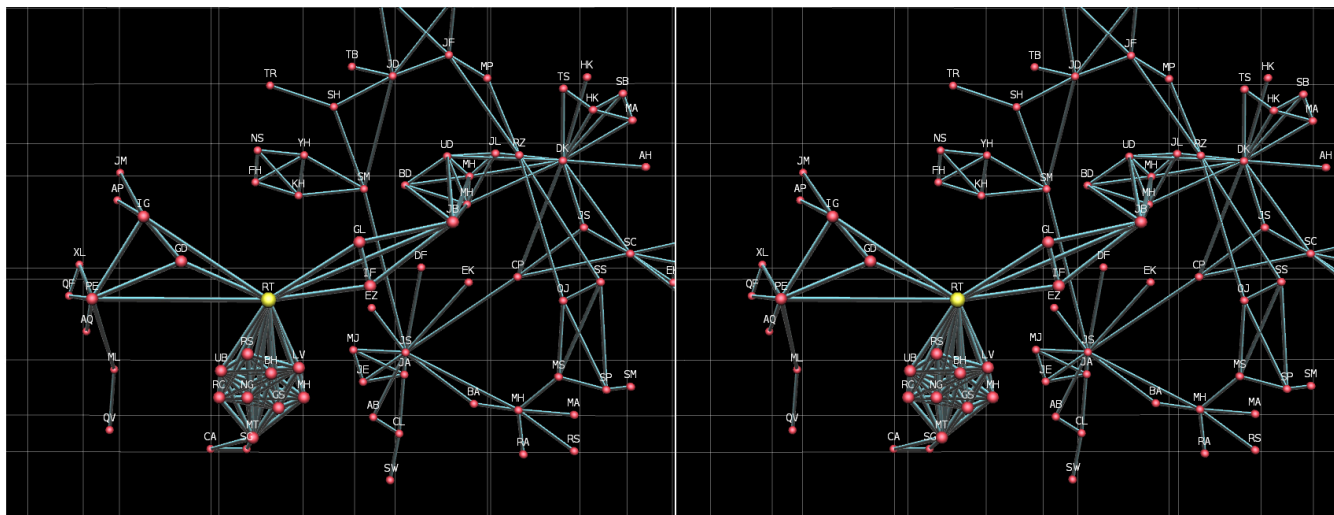 JF
TB
JD
MP
HK
TR
TS
SB
HK
SH
MA
NS
YH
UD
JL
RZ
DK
AH
JM
FH
KH
SM
BD
MH
AP
MH
IG
JB
JS
GL
SC
XL
GD
DF
CP
SS
QF
PE
RT
IF
EK
EZ
QJ
AQ
RS
MJ
JS
ML
UB
BH
LV
JE
JA
MS
RG
NG
GS
MH
SP
SM
QV
MT
AB
BA
MH
MA
CA
SG
CL
RA
RS
SW
JF
TB
JD
MP
HK
TR
TS
SB
HK
SH
MA
NS
YH
UD
JL
RZ
DK
AH
JM
FH
KH
SM
BD
MH
AP
MH
IG
JB
JS
GL
SC
XL
GD
DF
CP
SS
QF
PE
RT
IF
EK
EZ
QJ
AQ
RS
MJ
JS
ML
UB
BH
LV
JE
JA
MS
RG
NG
GS
MH
SP
SM
QV
MT
AB
BA
MH
MA
CA
SG
CL
RA
RS
SW